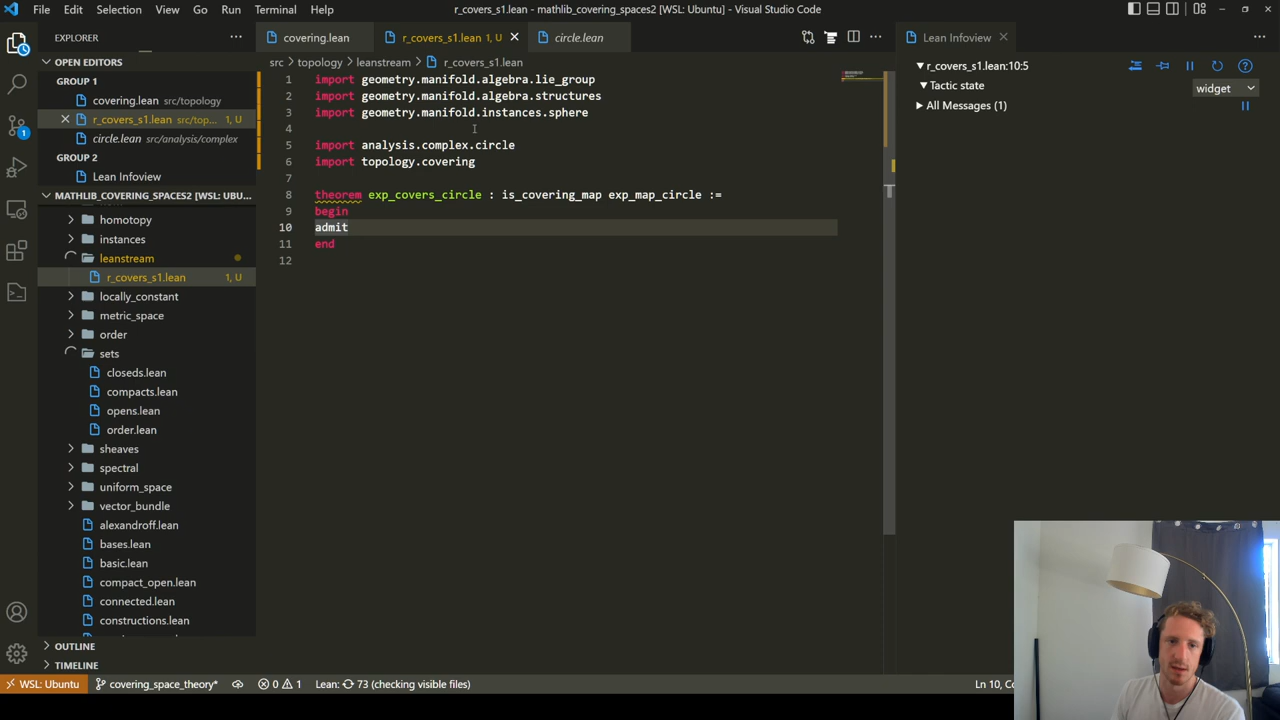 File Edit Selection View Go Run Terminal Help
r_covers_s1.lean - mathlib_covering_spaces2 [WSL: Ubuntu] - Visual Studio Code
EXPLORER
OPEN EDITORS
GROUP 1
covering.lean src/topology
r_covers_s1.lean src/top... 1, U
circle.lean src/analysis/complex
GROUP 2
Lean Infoview
MATHLIB_COVERING_SPACES2 [WSL: UBU...
homotopy
instances
leanstream
r_covers_s1.lean 1, U
locally_constant
metric_space
order
sets
closeds.lean
compacts.lean
opens.lean
order.lean
sheaves
spectral
uniform_space
vector_bundle
alexandroff.lean
bases.lean
basic.lean
compact_open.lean
connected.lean
constructions.lean
OUTLINE
TIMELINE
covering.lean
r_covers_s1.lean 1, U
circle.lean
src > topology > leanstream > r_covers_s1.lean
1 import geometry.manifold.algebra.lie_group
2 import geometry.manifold.algebra.structures
3 import geometry.manifold.instances.sphere
4
5 import analysis.complex.circle
6 import topology.covering
7
8 theorem exp_covers_circle : is_covering_map exp_map_circle :=
9 begin
10 admit
11 end
12
Lean Infoview
r_covers_s1.lean:10:5
Tactic state
widget
All Messages (1)
1
WSL: Ubuntu
covering_space_theory*
0 1
Lean: 73 (checking visible files)
Ln 10,